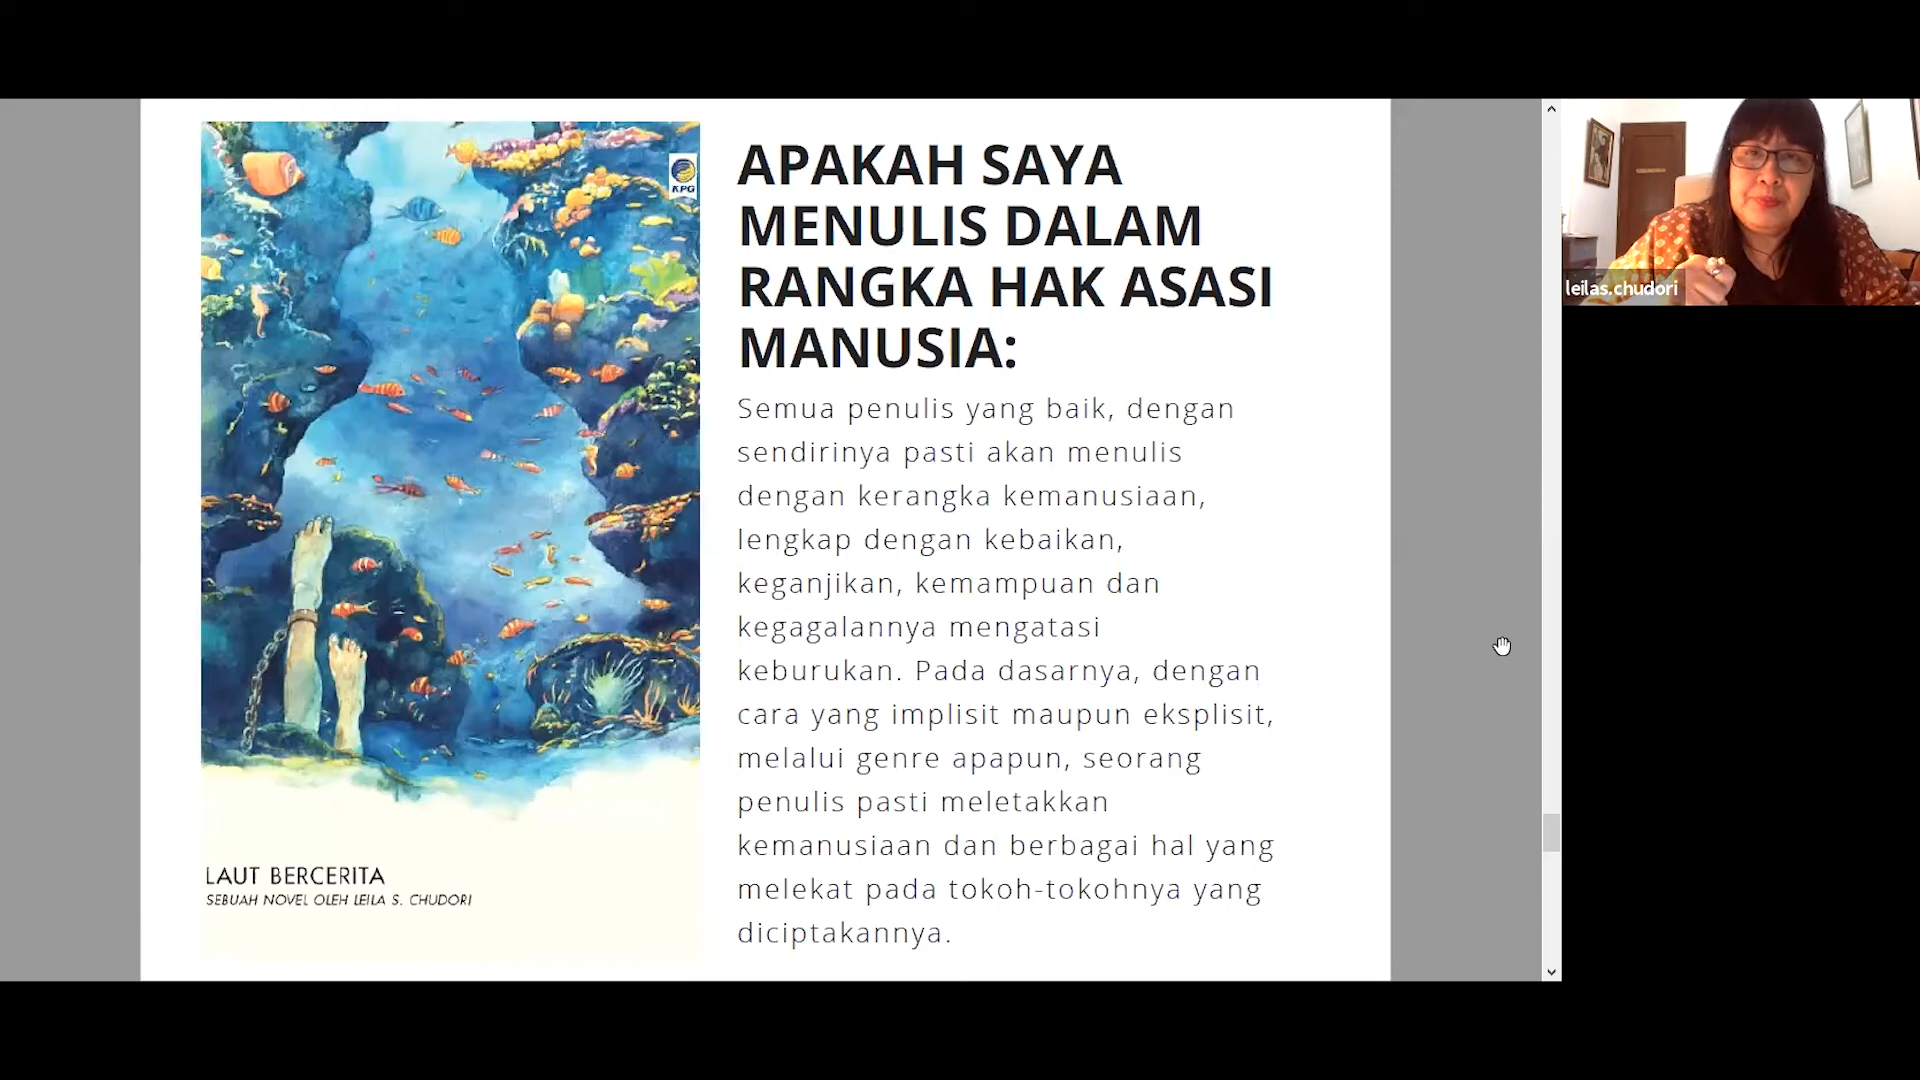 KPG
LAUT BERCERITA
SEBUAH NOVEL OLEH LEILA S. CHUDORI
APAKAH SAYA
MENULIS DALAM
RANGKA HAK ASASI
MANUSIA:
Semua penulis yang baik, dengan
sendirinya pasti akan menulis
dengan kerangka kemanusiaan,
lengkap dengan kebaikan,
keganjikan, kemampuan dan
kegagalannya mengatasi
keburukan. Pada dasarnya, dengan
cara yang implisit maupun eksplisit,
melalui genre apapun, seorang
penulis pasti meletakkan
kemanusiaan dan berbagai hal yang
melekat pada tokoh-tokohnya yang
diciptakannya.
leilas.chudori